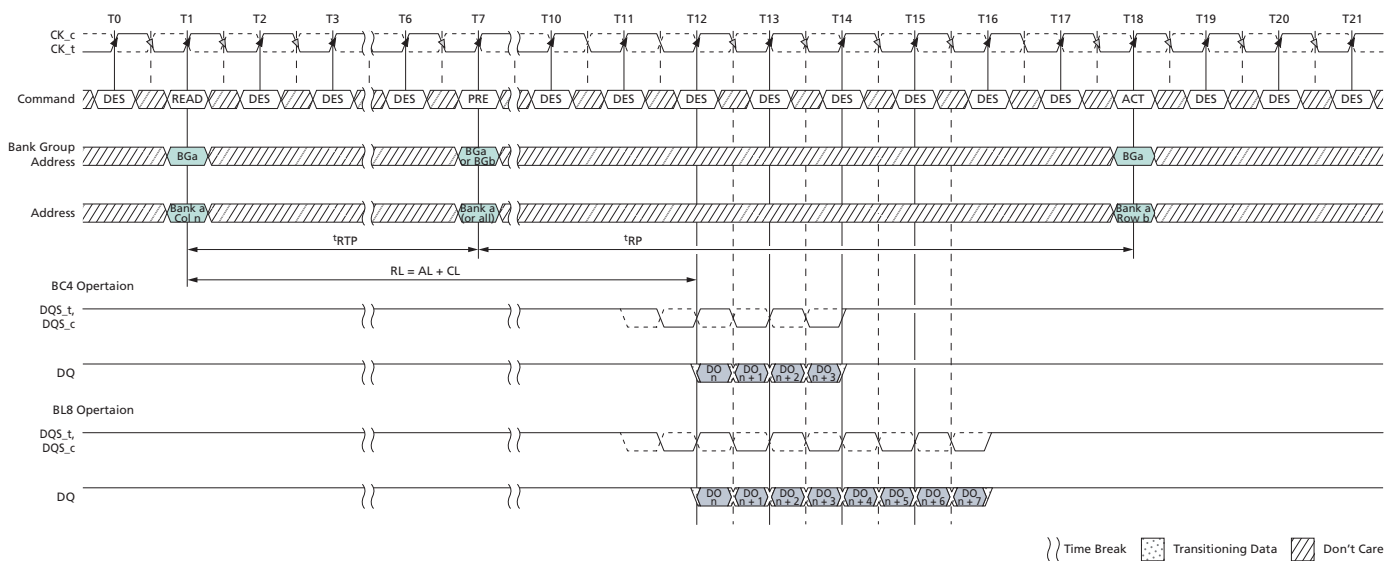 T0 T1 T2 T3 T6 T7 T10 T11 T12 T13 T14 T15 T16 T17 T18 T19 T20 T21
CK_c
CK_t
Command DES READ DES DES DES PRE DES DES DES DES DES DES DES DES ACT DES DES DES
Bank Group
Address
BGa
BGa
or BGb
BGa
Address
Bank a
Col n
Bank a
(or all)
Bank a
Row b
tRTP
tRP
RL = AL + CL
BC4 Opertaion
DQS_t,
DQS_c
DQ
DO
n
DO
n + 1
DO
n + 2
DO
n + 3
BL8 Opertaion
DQS_t,
DQS_c
DQ
DO
n
DO
n + 1
DO
n + 2
DO
n + 3
DO
n + 4
DO
n + 5
DO
n + 6
DO
n + 7
Time Break Transitioning Data Don't Care